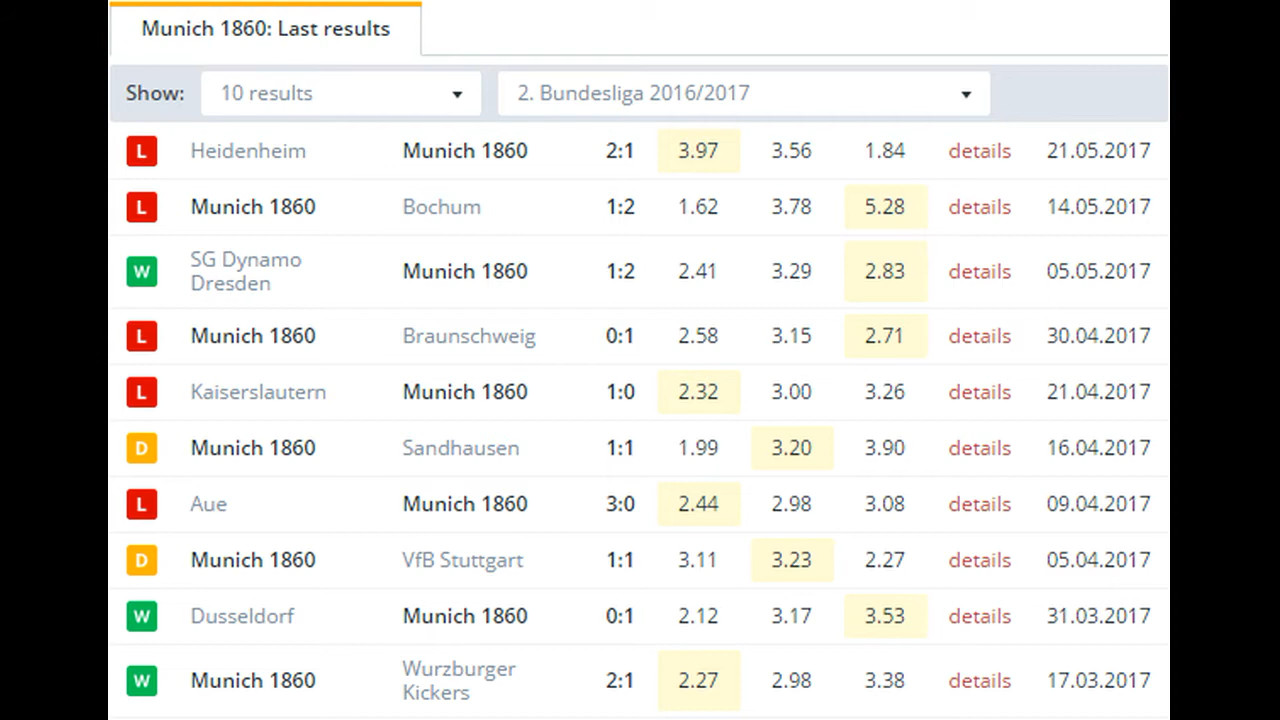 Munich 1860: Last results
Show: 10 results 2. Bundesliga 2016/2017
L Heidenheim Munich 1860 2:1 3.97 3.56 1.84 details 21.05.2017
L Munich 1860 Bochum 1:2 1.62 3.78 5.28 details 14.05.2017
W SG Dynamo Dresden Munich 1860 1:2 2.41 3.29 2.83 details 05.05.2017
L Munich 1860 Braunschweig 0:1 2.58 3.15 2.71 details 30.04.2017
L Kaiserslautern Munich 1860 1:0 2.32 3.00 3.26 details 21.04.2017
D Munich 1860 Sandhausen 1:1 1.99 3.20 3.90 details 16.04.2017
L Aue Munich 1860 3:0 2.44 2.98 3.08 details 09.04.2017
D Munich 1860 VfB Stuttgart 1:1 3.11 3.23 2.27 details 05.04.2017
W Dusseldorf Munich 1860 0:1 2.12 3.17 3.53 details 31.03.2017
W Munich 1860 Wurzburger Kickers 2:1 2.27 2.98 3.38 details 17.03.2017